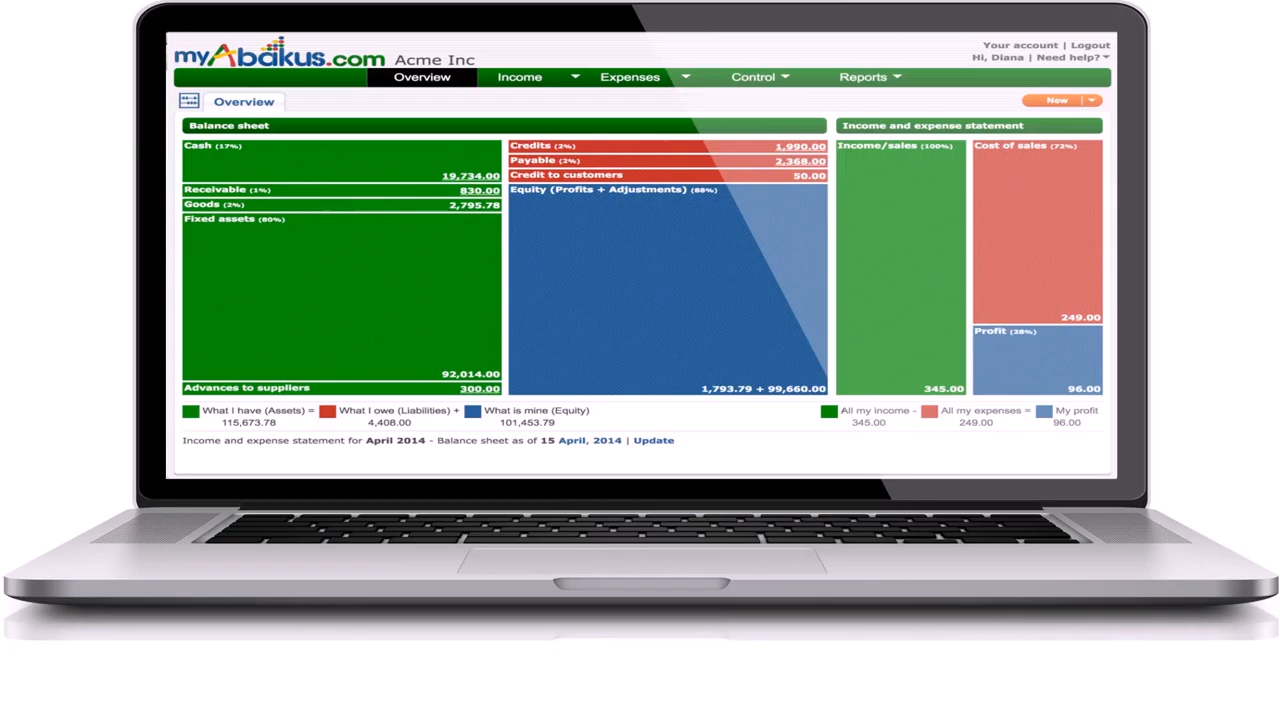 myAbakus.com Acme Inc
Your account | Logout
Hi, Diana | Need help?
Overview Income Expenses Control Reports
Overview
New
Balance sheet
Cash (17%)
19,734.00
Receivable (1%) 830.00
Goods (2%) 2,795.78
Fixed assets (80%)
92,014.00
Advances to suppliers 300.00
Credits (2%) 1,990.00
Payable (2%) 2,368.00
Credit to customers 50.00
Equity (Profits + Adjustments) (88%)
1,793.79 + 99,660.00
Income and expense statement
Income/sales (100%)
345.00
Cost of sales (72%)
249.00
Profit (28%)
96.00
What I have (Assets) = What I owe (Liabilities) + What is mine (Equity)
115,673.78 4,408.00 101,453.79
All my income - All my expenses = My profit
345.00 249.00 96.00
Income and expense statement for April 2014 - Balance sheet as of 15 April, 2014 | Update